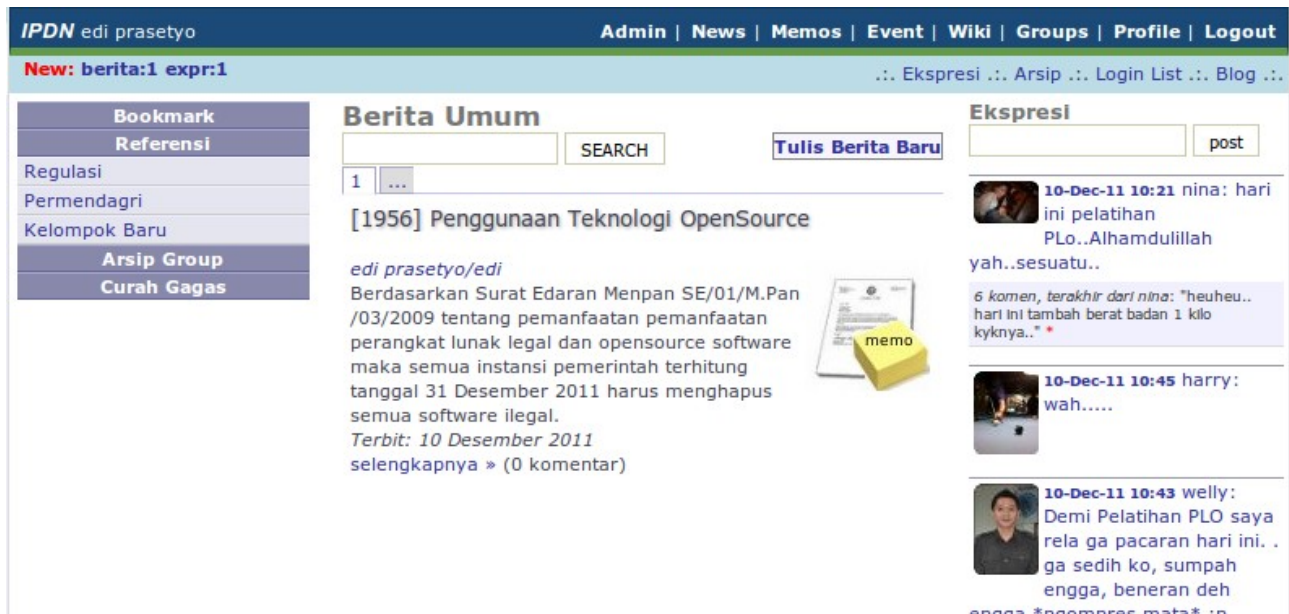 IPDN edi prasetyo
Admin | News | Memos | Event | Wiki | Groups | Profile | Logout
New: berita:1 expr:1
.:. Ekspresi .:. Arsip .:. Login List .:. Blog .:.
Bookmark
Referensi
Regulasi
Permendagri
Kelompok Baru
Arsip Group
Curah Gagas
Berita Umum
SEARCH
Tulis Berita Baru
1 ...
[1956] Penggunaan Teknologi OpenSource
edi prasetyo/edi
Berdasarkan Surat Edaran Menpan SE/01/M.Pan
/03/2009 tentang pemanfaatan pemanfaatan
perangkat lunak legal dan opensource software
maka semua instansi pemerintah terhitung
tanggal 31 Desember 2011 harus menghapus
semua software ilegal.
Terbit: 10 Desember 2011
selengkapnya » (0 komentar)
memo
Ekspresi
post
10-Dec-11 10:21 nina: hari
ini pelatihan
PLo..Alhamdulillah
yah..sesuatu..
6 komen, terakhir dari nina: "heuheu..
hari ini tambah berat badan 1 kilo
kyknya.." *
10-Dec-11 10:45 harry:
wah.....
10-Dec-11 10:43 welly:
Demi Pelatihan PLO saya
rela ga pacaran hari ini. .
ga sedih ko, sumpah
engga, beneran deh
engga *ngompres mata* :p